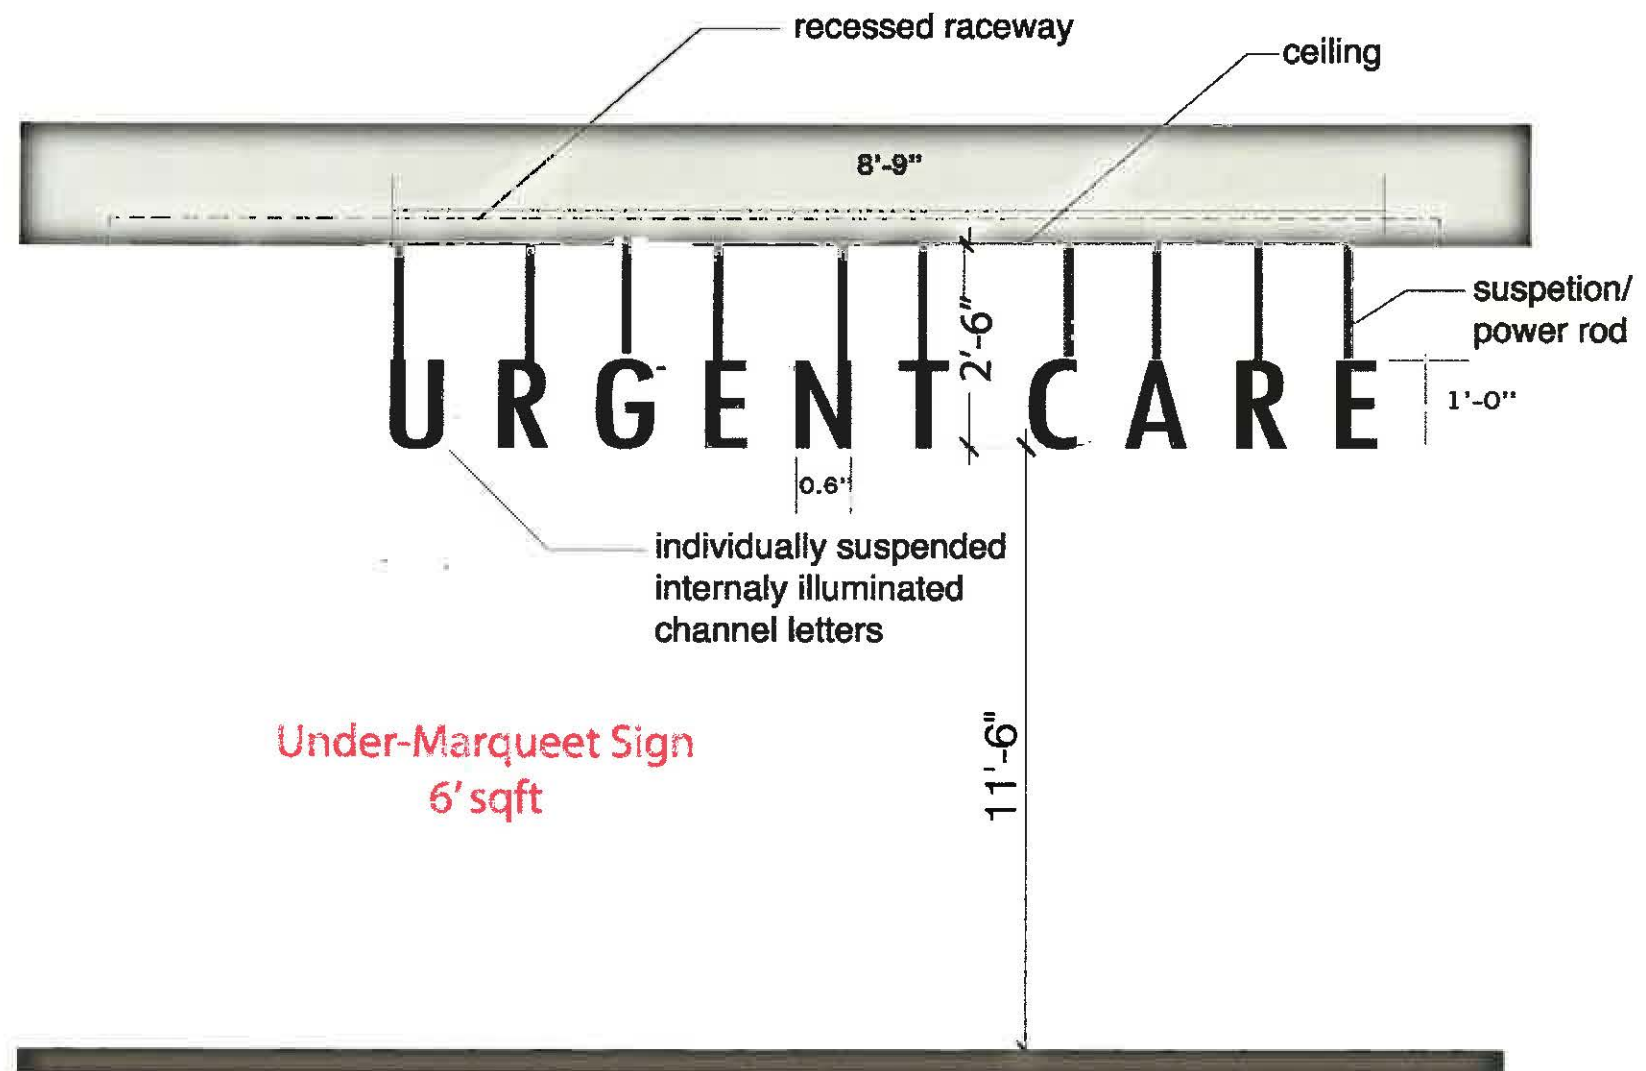 recessed raceway
ceiling
8'-9"
suspetion/
power rod
2'-6"
URGENT CARE
1'-0"
0.6"
individually suspended
internaly illuminated
channel letters
Under-Marqueet Sign
6' sqft
11'-6"